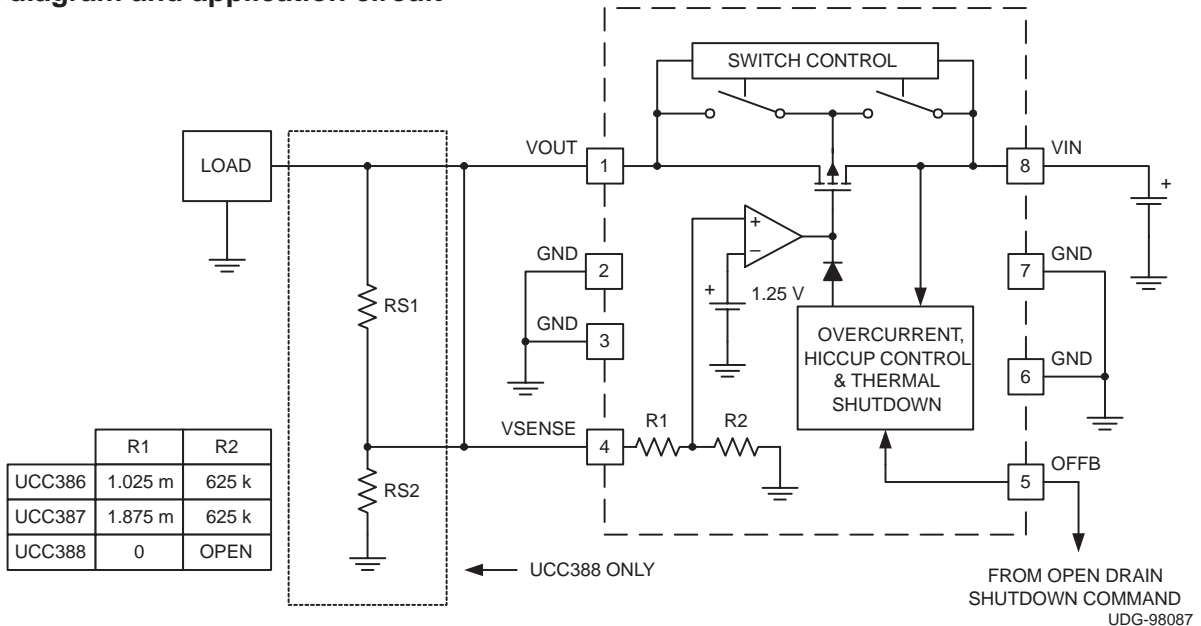 diagram and application circuit
SWITCH CONTROL
LOAD
VOUT
1
8
VIN
+
GND
2
+
−
7
GND
RS1
+
1.25 V
GND
3
OVERCURRENT,
HICCUP CONTROL
& THERMAL
SHUTDOWN
6
GND
VSENSE
4
R1
R2
OFFB
5
R1 R2
UCC386 1.025 m 625 k
UCC387 1.875 m 625 k
UCC388 0 OPEN
RS2
UCC388 ONLY
FROM OPEN DRAIN
SHUTDOWN COMMAND
UDG-98087